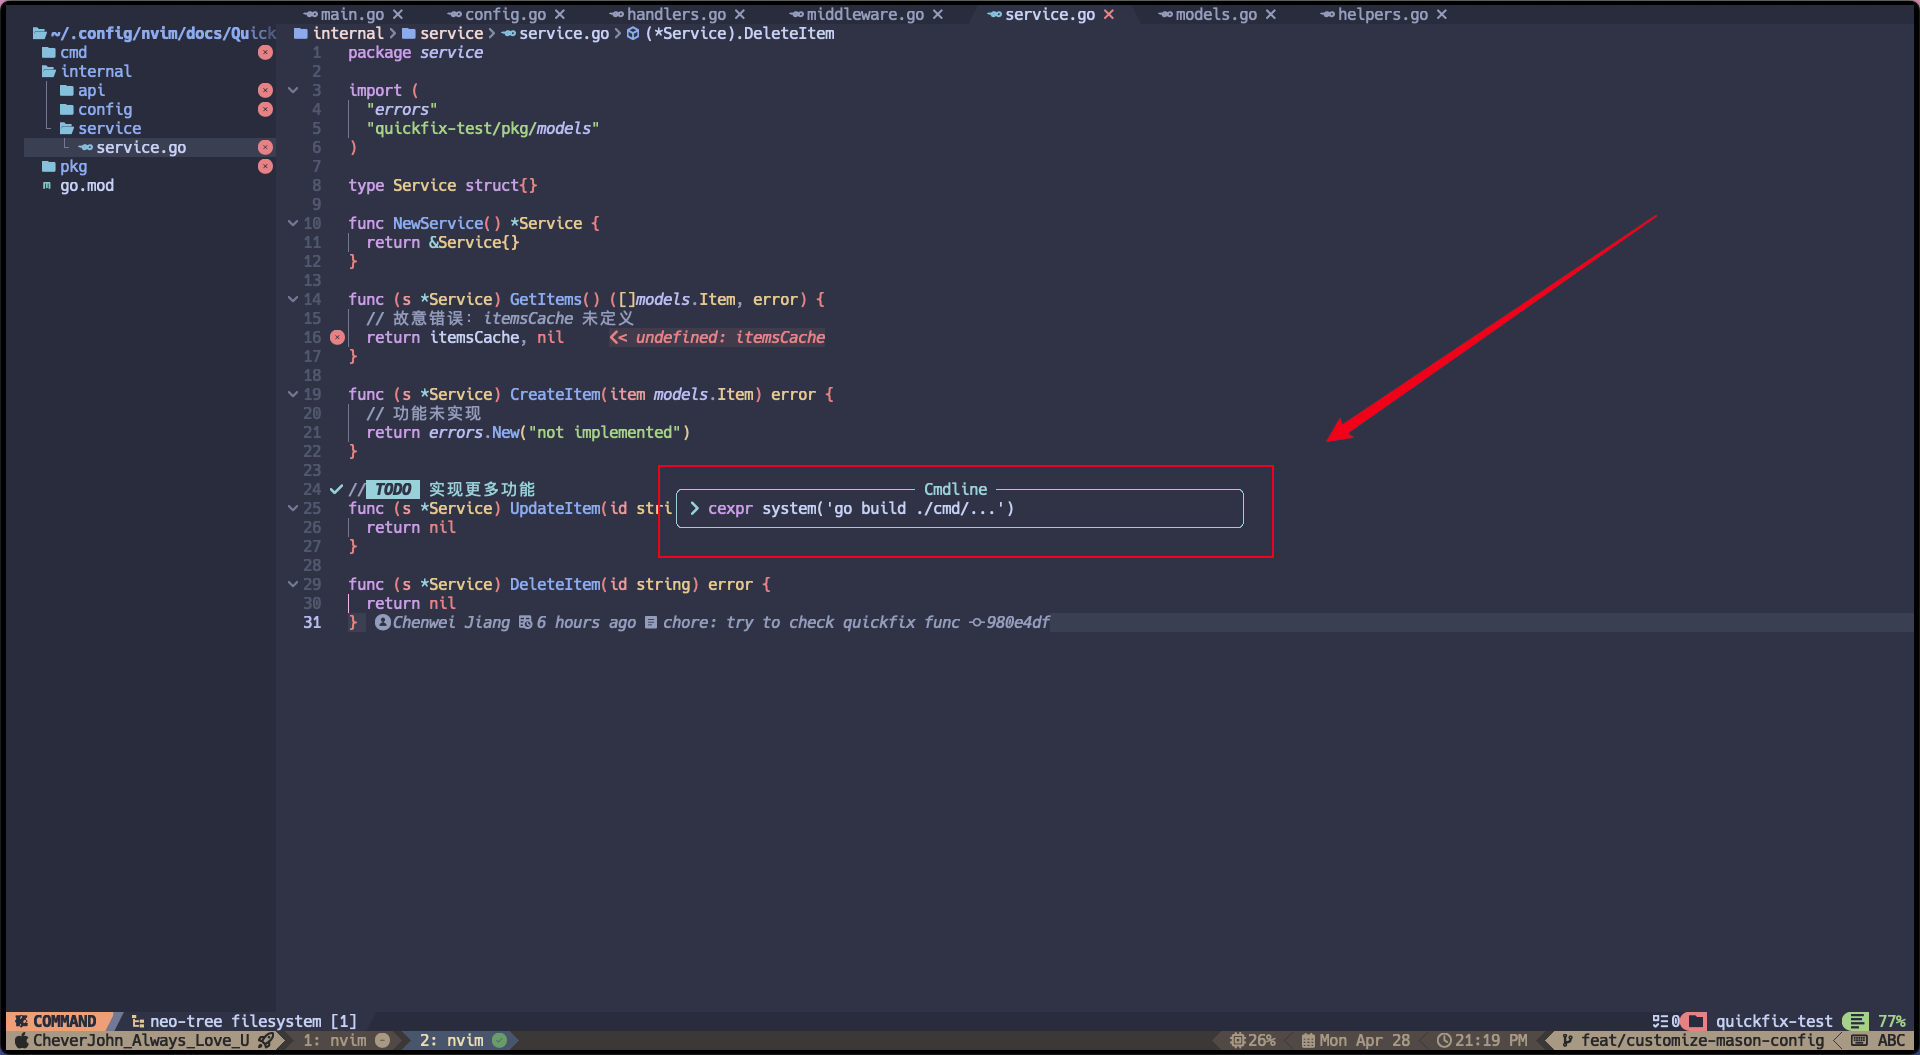 main.go
config.go
handlers.go
middleware.go
service.go
models.go
helpers.go
~/.config/nvim/docs/Quick
cmd
internal
api
config
service
service.go
pkg
go.mod
internal > service > service.go > (*Service).DeleteItem
1 package service
2
3 import (
4 "errors"
5 "quickfix-test/pkg/models"
6 )
7
8 type Service struct{}
9
10 func NewService() *Service {
11 return &Service{}
12 }
13
14 func (s *Service) GetItems() ([]models.Item, error) {
15 // 故意错误: itemsCache 未定义
16 return itemsCache, nil << undefined: itemsCache
17 }
18
19 func (s *Service) CreateItem(item models.Item) error {
20 // 功能未实现
21 return errors.New("not implemented")
22 }
23
24 // TODO 实现更多功能
25 func (s *Service) UpdateItem(id stri
26 return nil
27 }
28
29 func (s *Service) DeleteItem(id string) error {
30 return nil
31 } Chenwei Jiang 6 hours ago chore: try to check quickfix func 980e4df
Cmdline
> cexpr system('go build ./cmd/...')
COMMAND neo-tree filesystem [1] 0 quickfix-test 77%
CheverJohn_Always_Love_U 1: nvim 2: nvim 26% Mon Apr 28 21:19 PM feat/customize-mason-config ABC